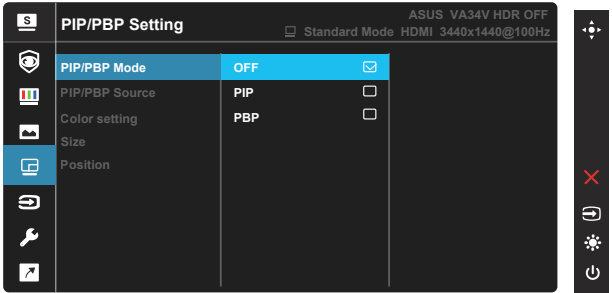 S
PIP/PBP Setting
ASUS VA34V HDR OFF
Standard Mode HDMI 3440x1440@100Hz
PIP/PBP Mode
OFF
PIP/PBP Source
PIP
Color setting
PBP
Size
Position